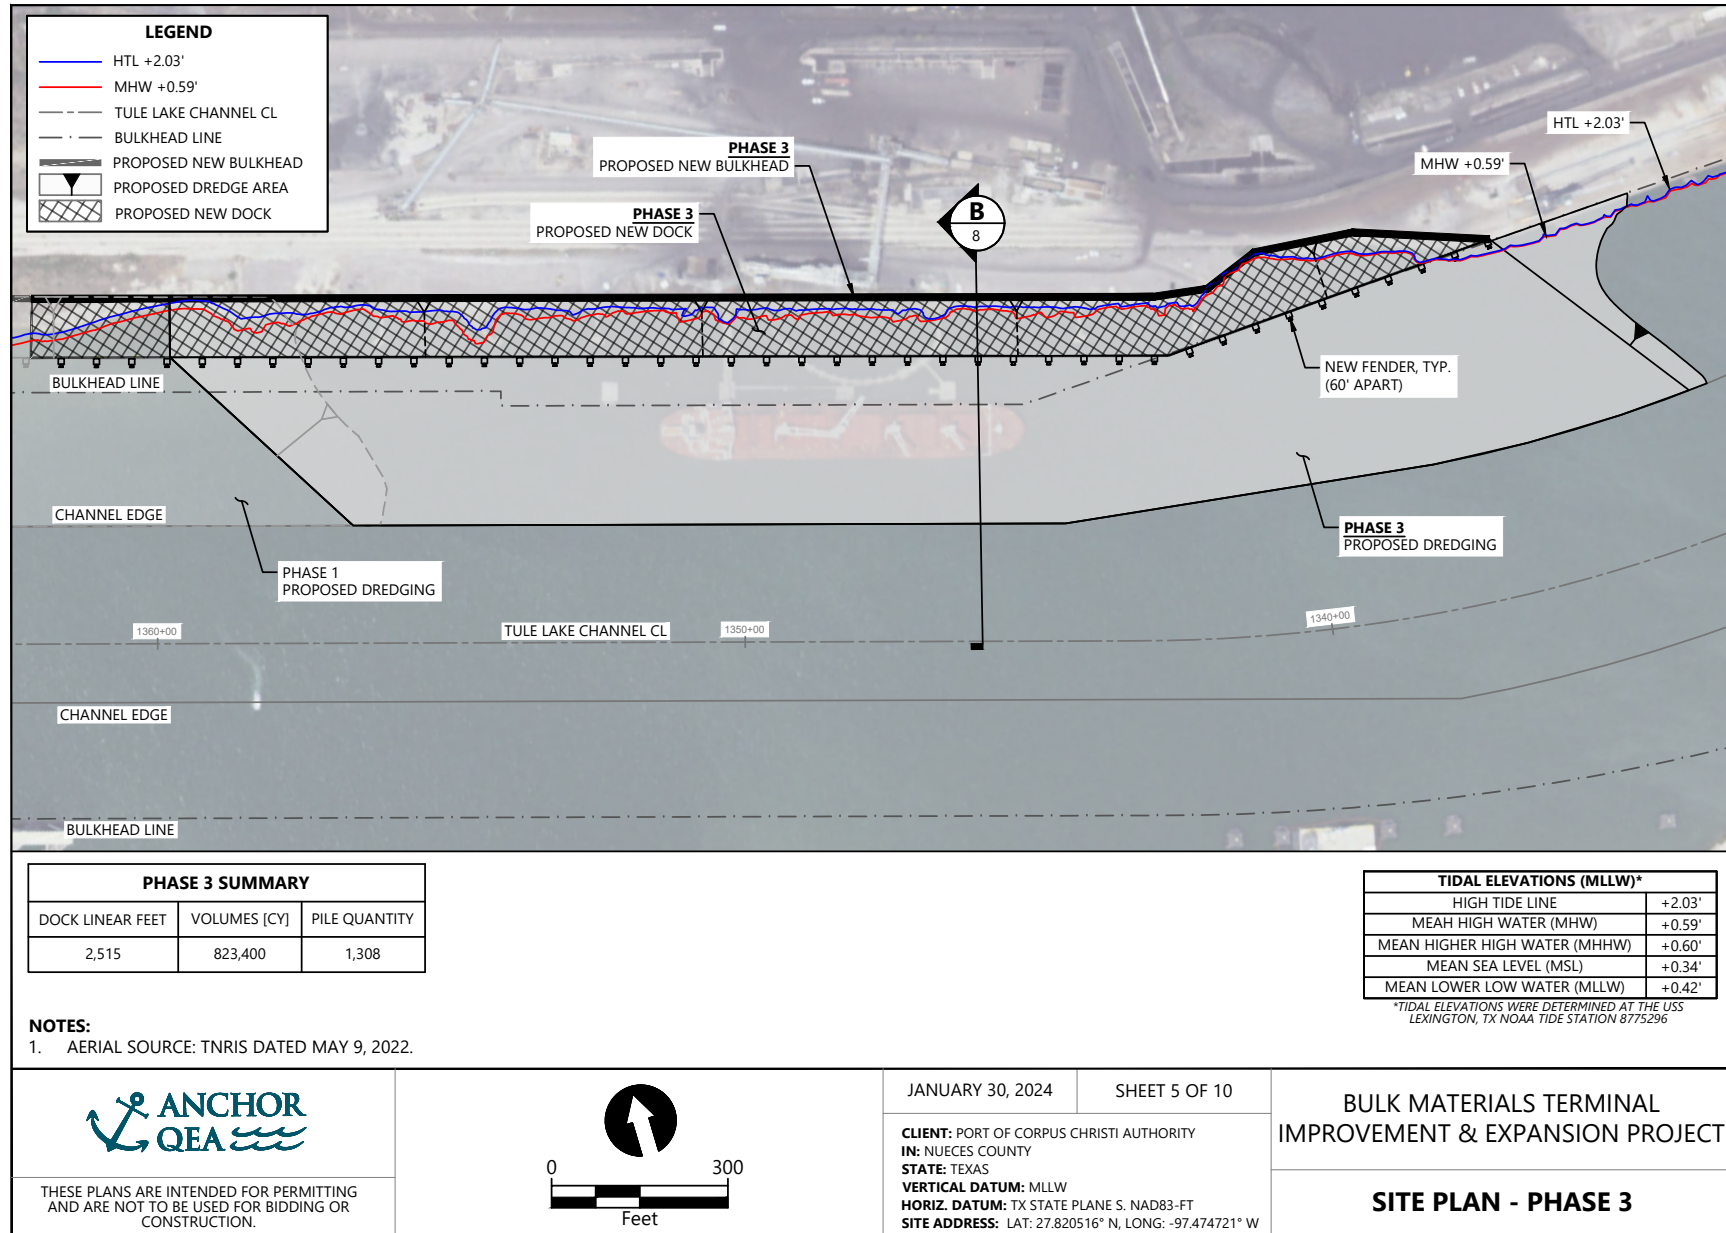 LEGEND
HTL +2.03'
MHW +0.59'
TULE LAKE CHANNEL CL
BULKHEAD LINE
PROPOSED NEW BULKHEAD
PROPOSED DREDGE AREA
PROPOSED NEW DOCK
PHASE 3
PROPOSED NEW BULKHEAD
PHASE 3
PROPOSED NEW DOCK
B
8
HTL +2.03'
MHW +0.59'
NEW FENDER, TYP.
(60' APART)
BULKHEAD LINE
CHANNEL EDGE
PHASE 1
PROPOSED DREDGING
PHASE 3
PROPOSED DREDGING
1360+00
TULE LAKE CHANNEL CL
1350+00
1340+00
CHANNEL EDGE
BULKHEAD LINE
PHASE 3 SUMMARY
DOCK LINEAR FEET VOLUMES [CY] PILE QUANTITY
2,515 823,400 1,308
TIDAL ELEVATIONS (MLLW)*
HIGH TIDE LINE +2.03'
MEAH HIGH WATER (MHW) +0.59'
MEAN HIGHER HIGH WATER (MHHW) +0.60'
MEAN SEA LEVEL (MSL) +0.34'
MEAN LOWER LOW WATER (MLLW) +0.42'
*TIDAL ELEVATIONS WERE DETERMINED AT THE USS
LEXINGTON, TX NOAA TIDE STATION 8775296
NOTES:
1. AERIAL SOURCE: TNRIS DATED MAY 9, 2022.
ANCHOR
QEA
THESE PLANS ARE INTENDED FOR PERMITTING
AND ARE NOT TO BE USED FOR BIDDING OR
CONSTRUCTION.
0 300
Feet
JANUARY 30, 2024 SHEET 5 OF 10
CLIENT: PORT OF CORPUS CHRISTI AUTHORITY
IN: NUECES COUNTY
STATE: TEXAS
VERTICAL DATUM: MLLW
HORIZ. DATUM: TX STATE PLANE S. NAD83-FT
SITE ADDRESS: LAT: 27.820516° N, LONG: -97.474721° W
BULK MATERIALS TERMINAL
IMPROVEMENT & EXPANSION PROJECT
SITE PLAN - PHASE 3